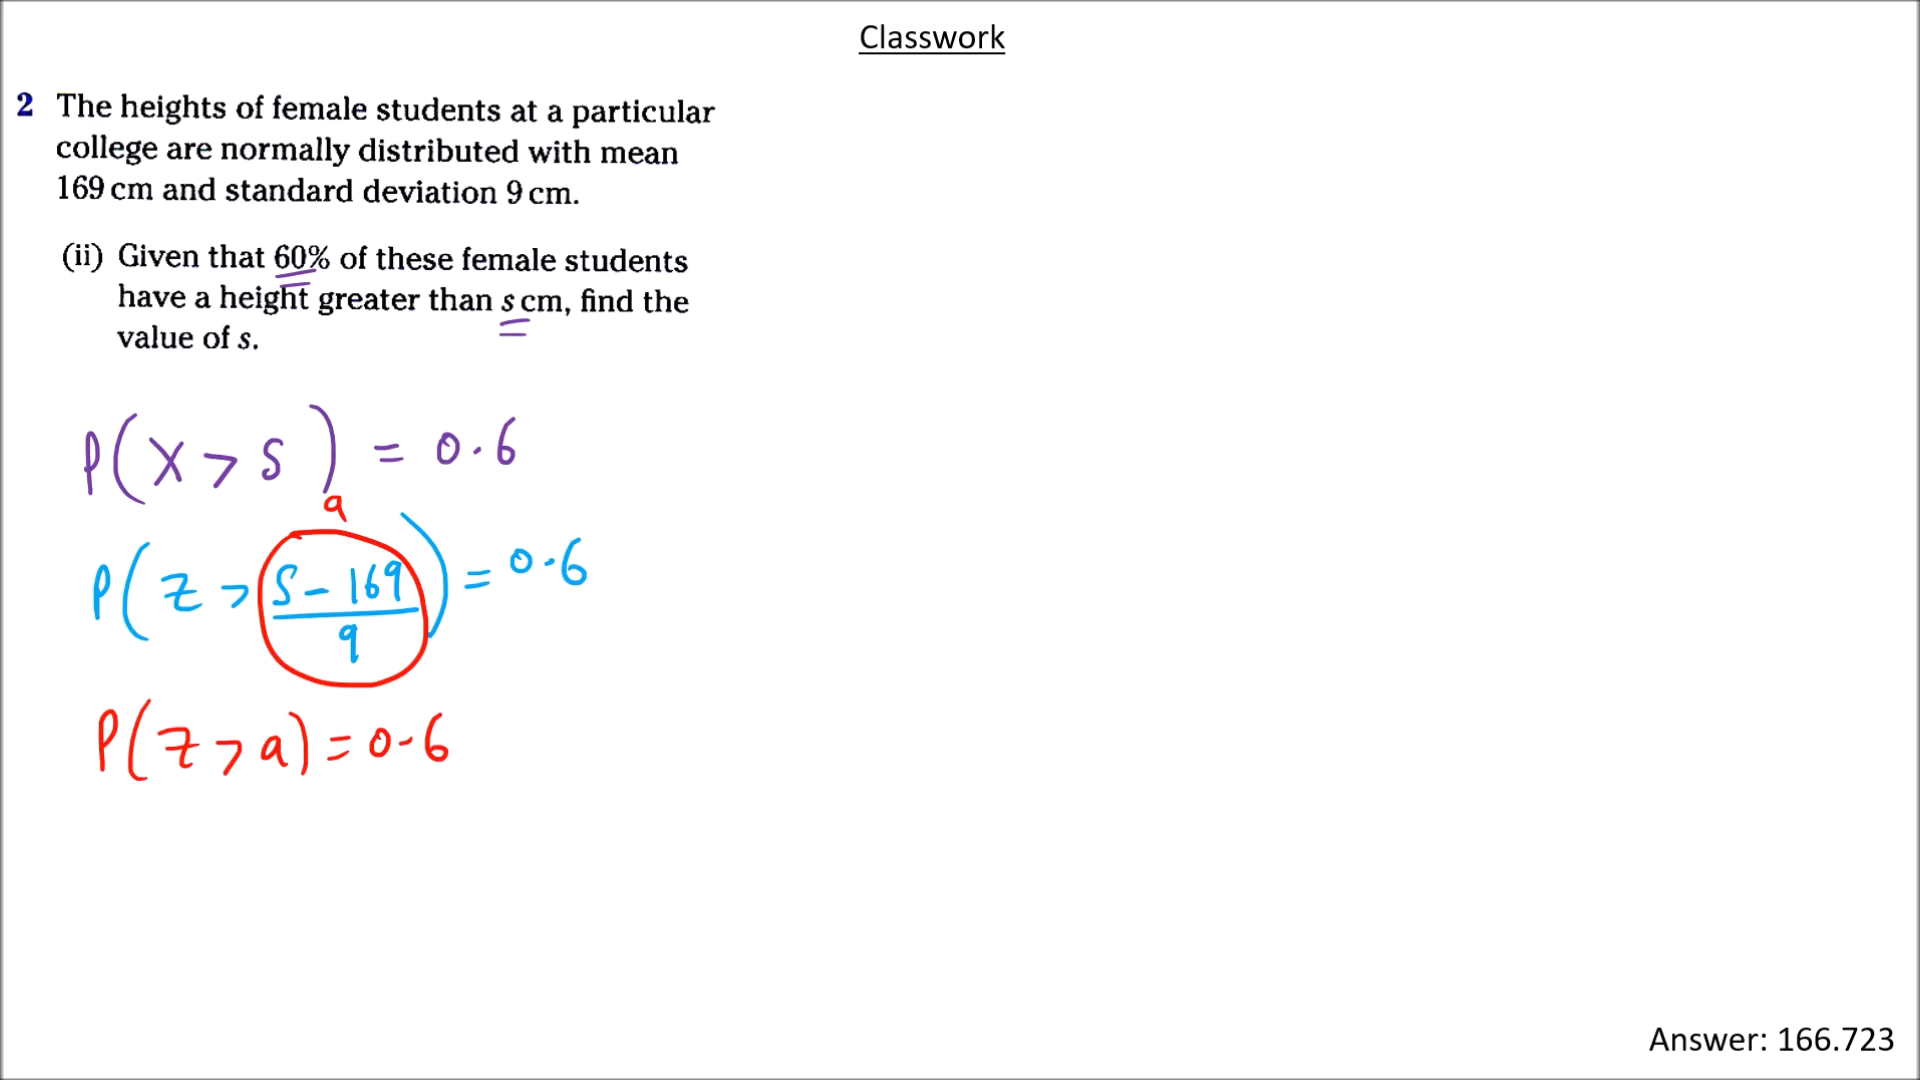 Classwork
2 The heights of female students at a particular
college are normally distributed with mean
169 cm and standard deviation 9 cm.
(ii) Given that 60% of these female students
have a height greater than s cm, find the
value of s.
P(X > s) = 0.6
a
P(Z > (s - 169)/9) = 0.6
P(Z > a) = 0.6
Answer: 166.723